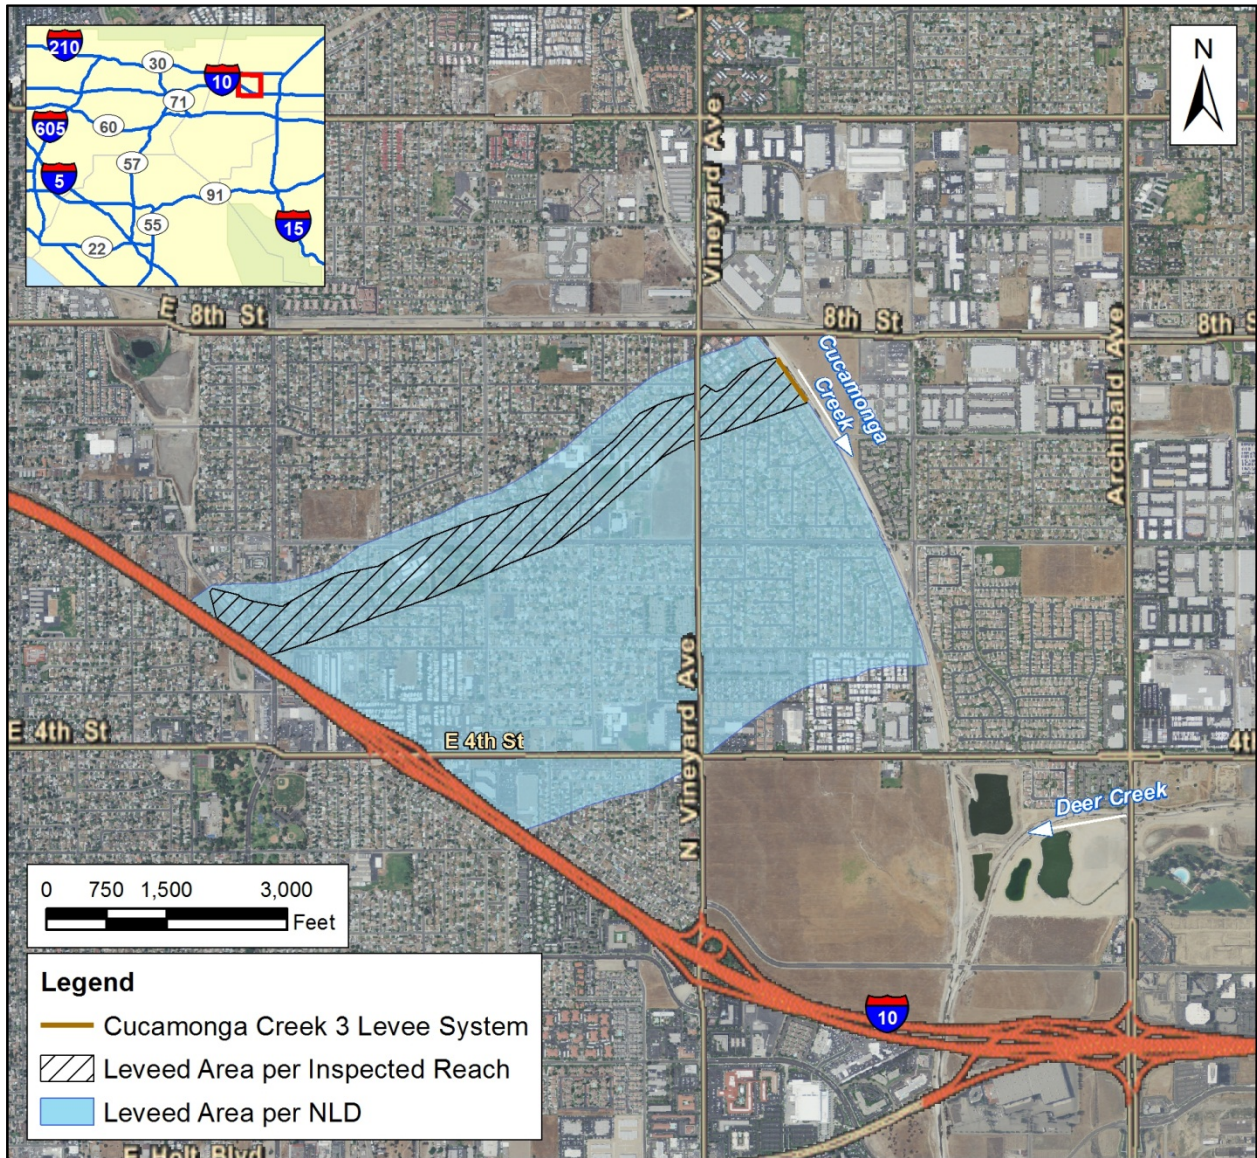 210
30
10
71
605
60
57
5
91
55
15
22
N
Vineyard Ave
E 8th St
8th St
8th S
Cucamonga
Creek
Archibald Ave
E 4th St
E 4th St
4t
N Vineyard Ave
Deer Creek
0 750 1,500 3,000
Feet
10
Legend
Cucamonga Creek 3 Levee System
Leveed Area per Inspected Reach
Leveed Area per NLD
E Holt Blvd